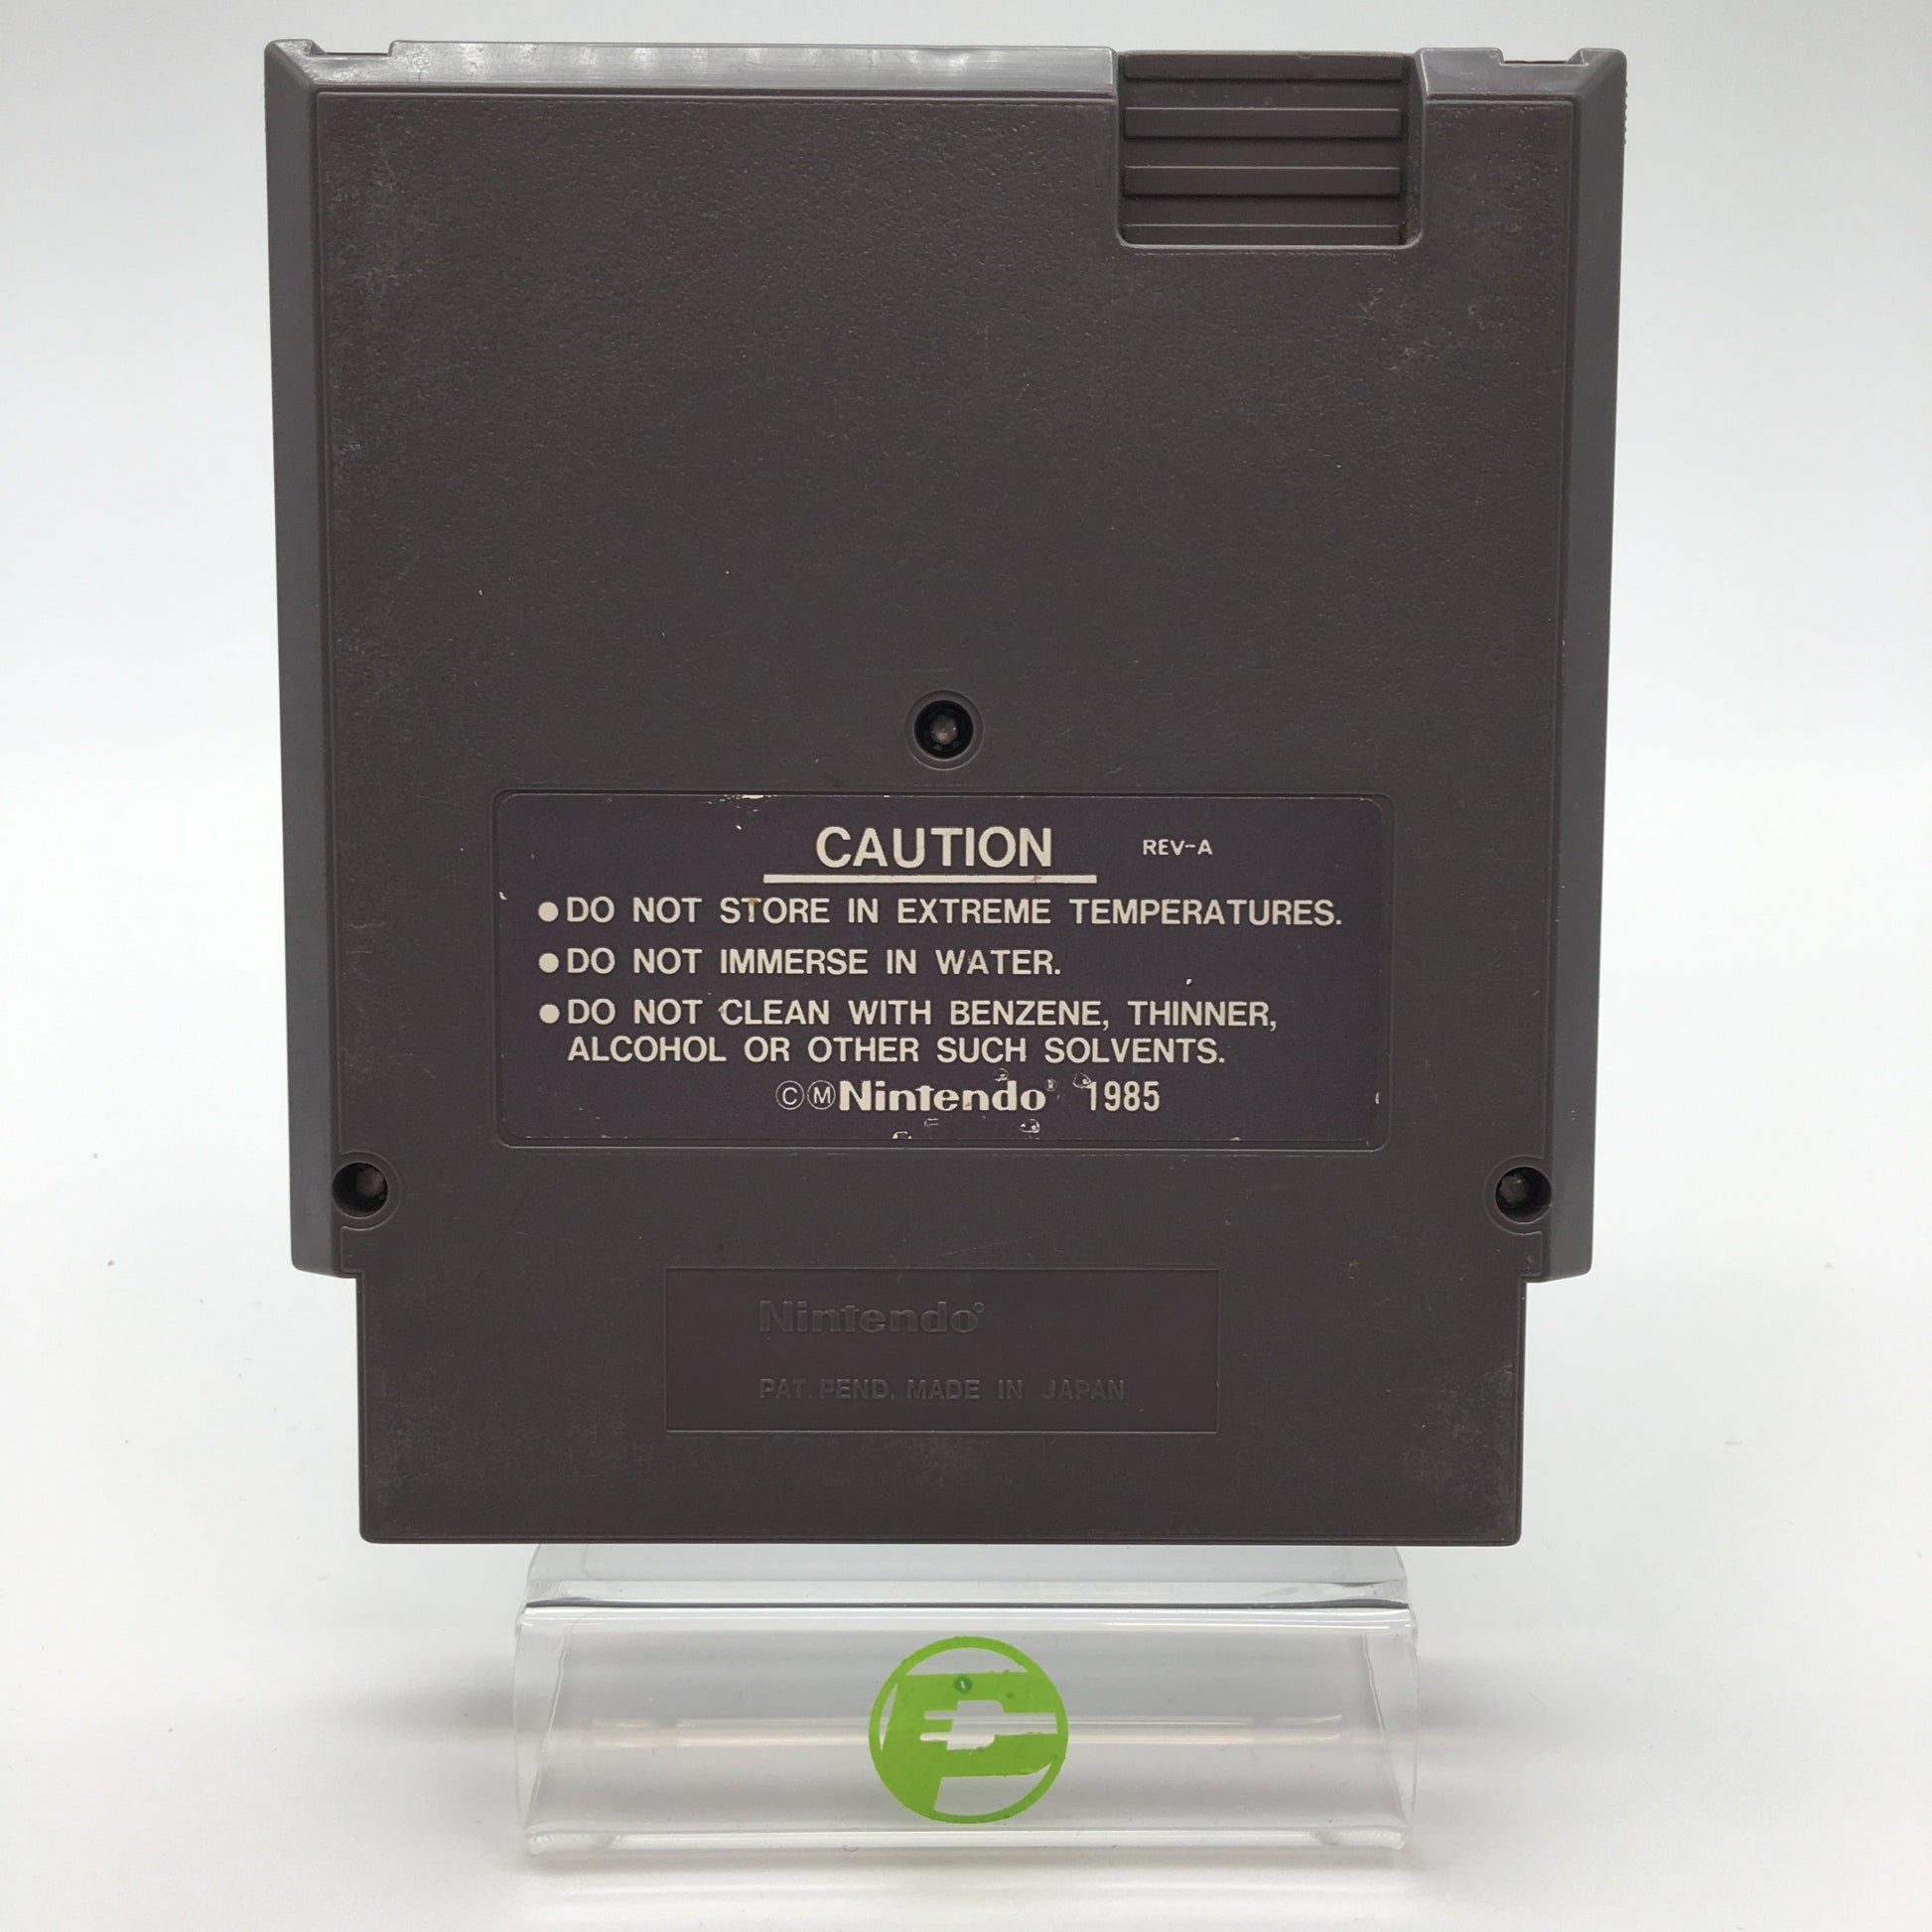 CAUTION REV-A
●DO NOT STORE IN EXTREME TEMPERATURES.
●DO NOT IMMERSE IN WATER.
●DO NOT CLEAN WITH BENZENE, THINNER,
ALCOHOL OR OTHER SUCH SOLVENTS.
©ⓂNintendo® 1985
Nintendo®
PAT. PEND. MADE IN JAPAN